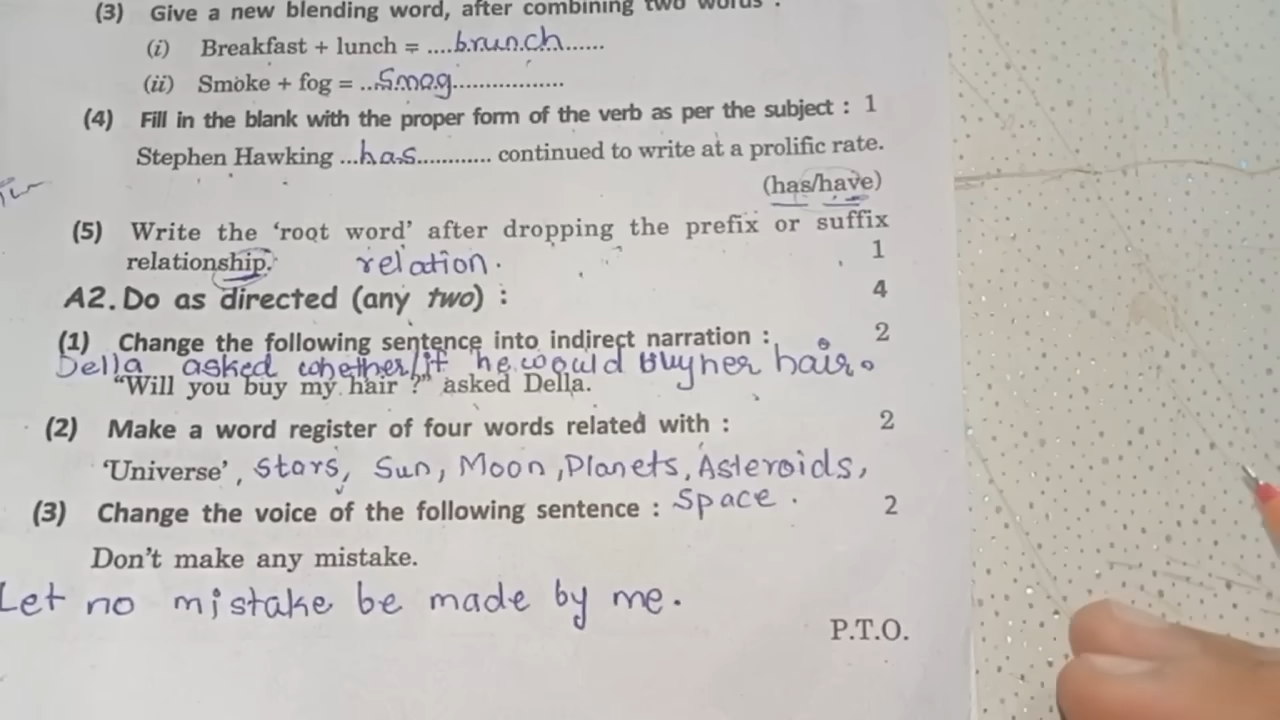 (3) Give a new blending word, after combining two words :
(i) Breakfast + lunch = ....brunch......
(ii) Smoke + fog = ..Smog.................
(4) Fill in the blank with the proper form of the verb as per the subject : 1
Stephen Hawking ...has............ continued to write at a prolific rate.
(has/have)
(5) Write the ‘root word’ after dropping the prefix or suffix
relationship. relation. 1
A2. Do as directed (any two) : 4
(1) Change the following sentence into indirect narration : 2
Della asked whether/if he would buy her hair.
“Will you buy my hair ?” asked Della.
(2) Make a word register of four words related with : 2
‘Universe’, Stars, Sun, Moon, Planets, Asteroids,
Space.
(3) Change the voice of the following sentence : 2
Don’t make any mistake.
Let no mistake be made by me.
P.T.O.